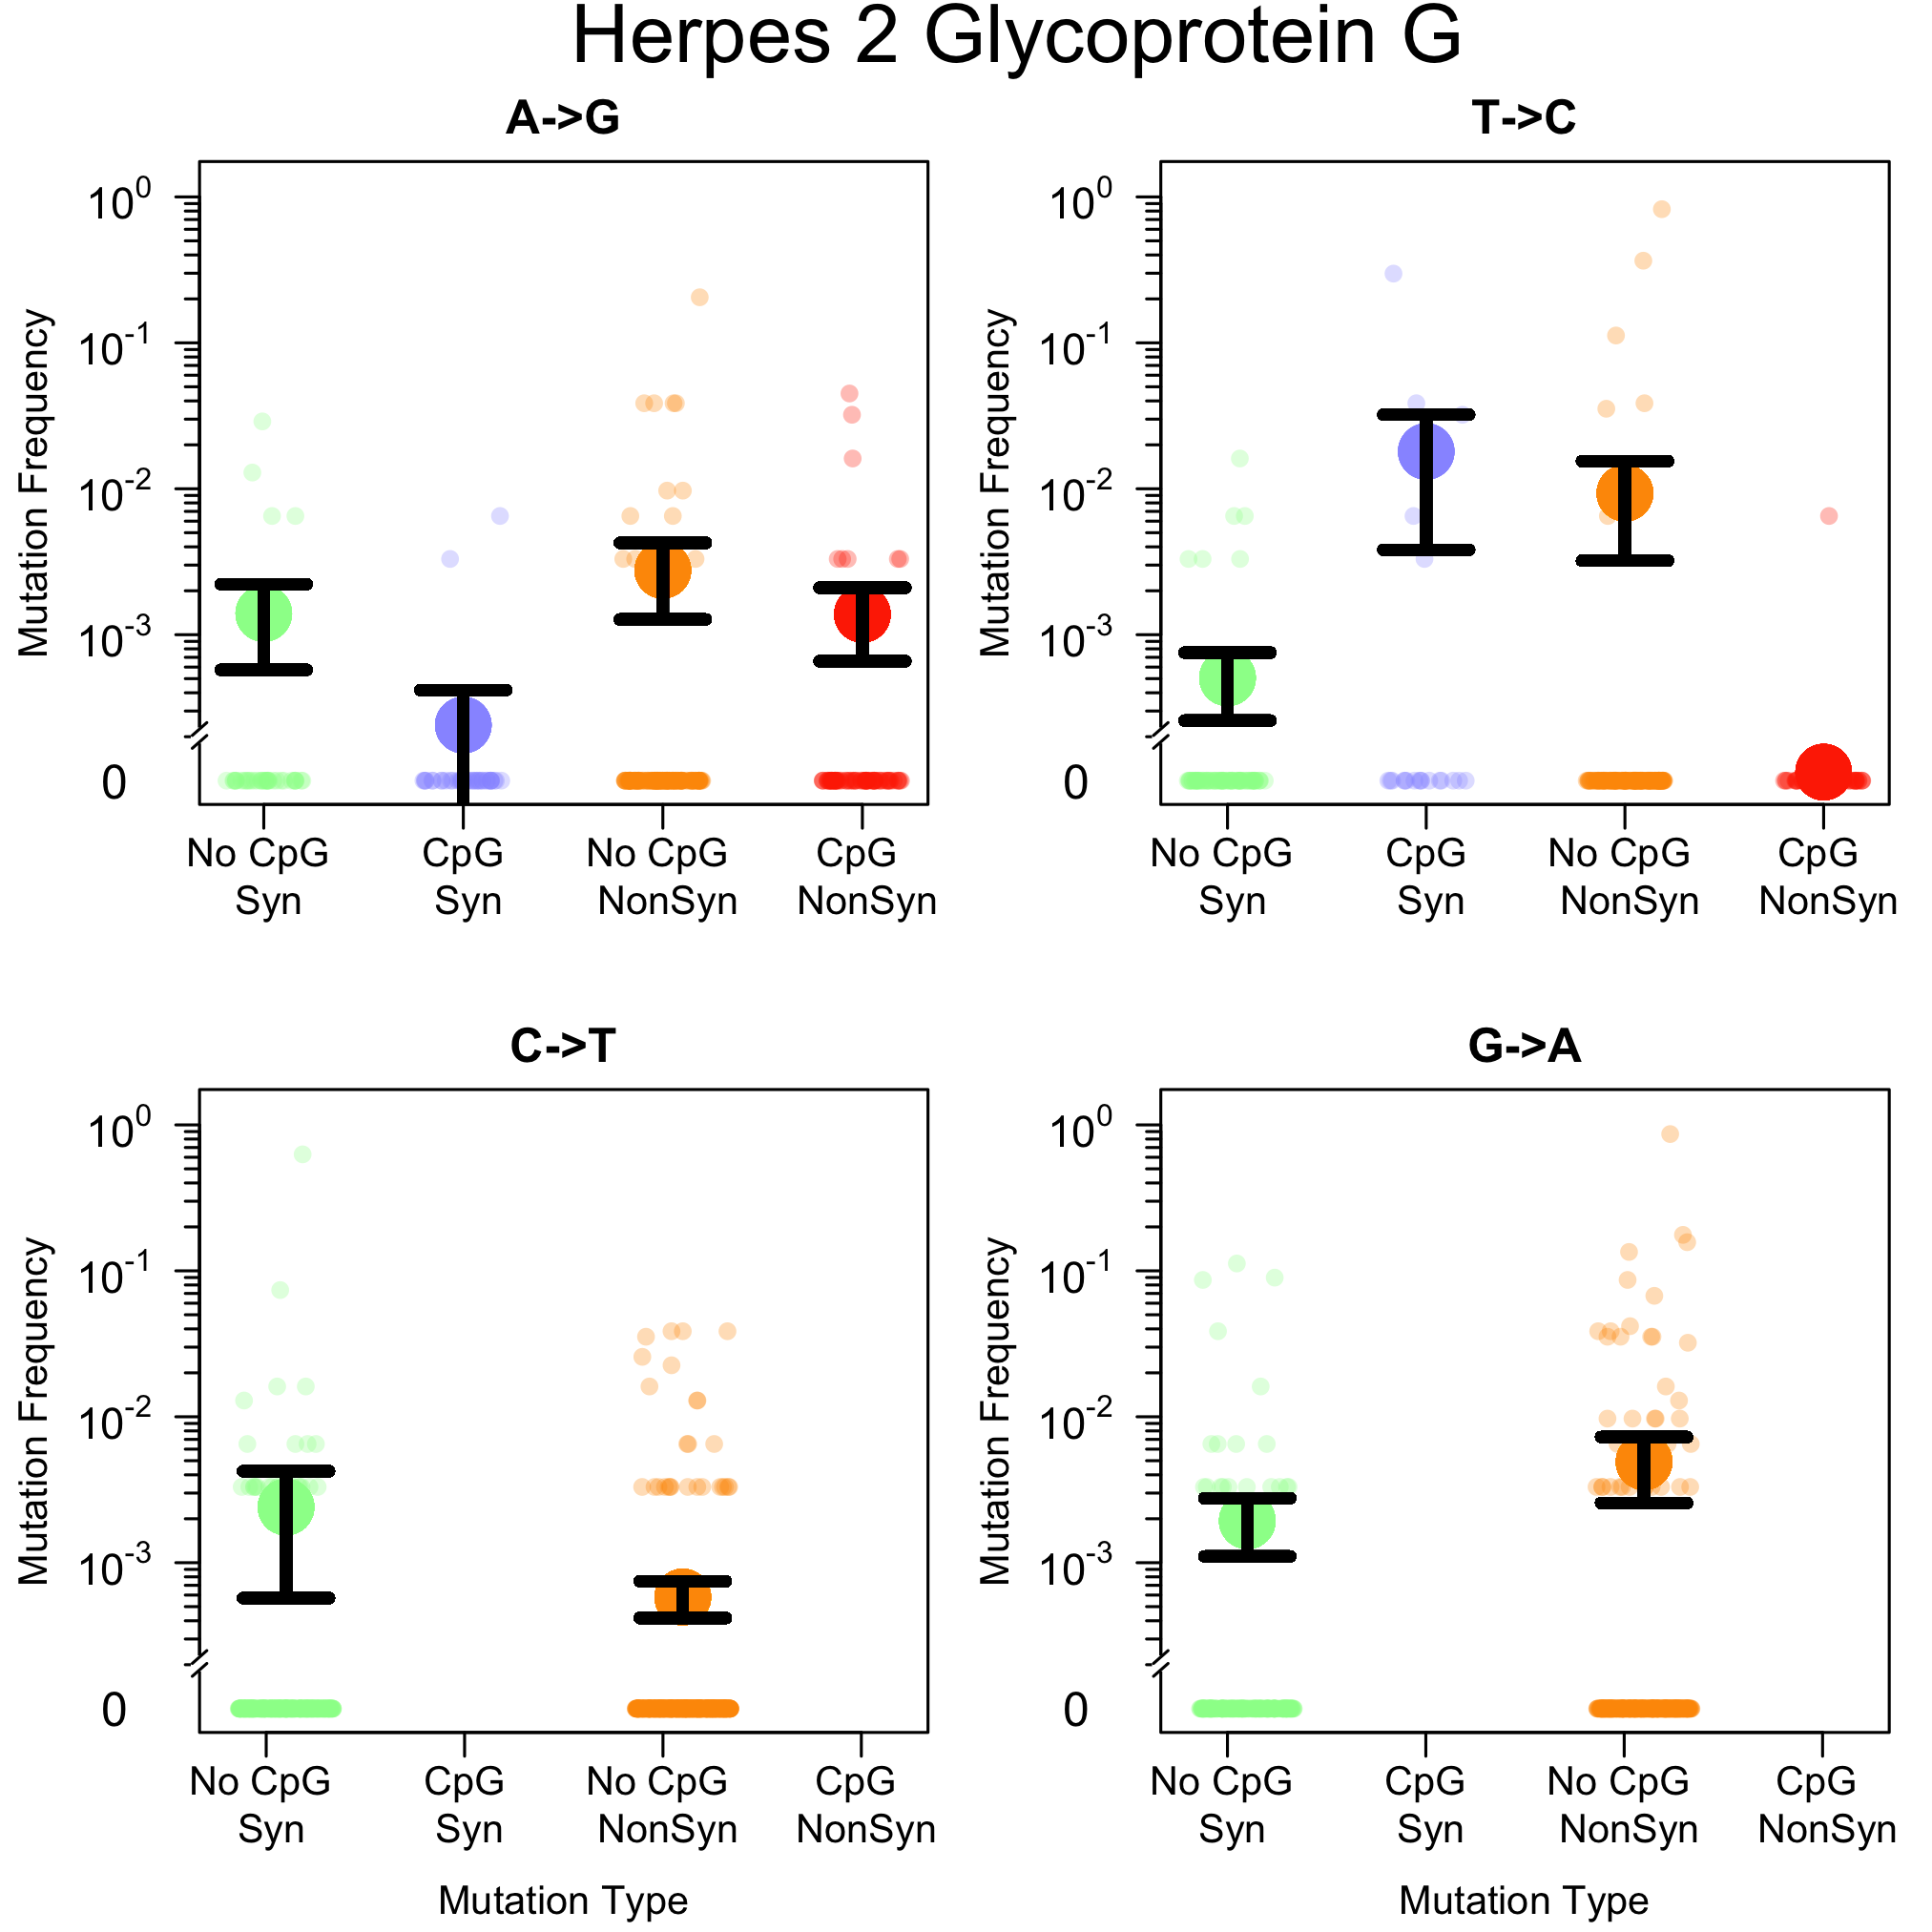 Herpes 2 Glycoprotein G
A->G
Mutation Frequency
10^0
10^-1
10^-2
10^-3
0
No CpG CpG No CpG CpG
Syn Syn NonSyn NonSyn
T->C
Mutation Frequency
10^0
10^-1
10^-2
10^-3
0
No CpG CpG No CpG CpG
Syn Syn NonSyn NonSyn
C->T
Mutation Frequency
10^0
10^-1
10^-2
10^-3
0
No CpG CpG No CpG CpG
Syn Syn NonSyn NonSyn
Mutation Type
G->A
Mutation Frequency
10^0
10^-1
10^-2
10^-3
0
No CpG CpG No CpG CpG
Syn Syn NonSyn NonSyn
Mutation Type